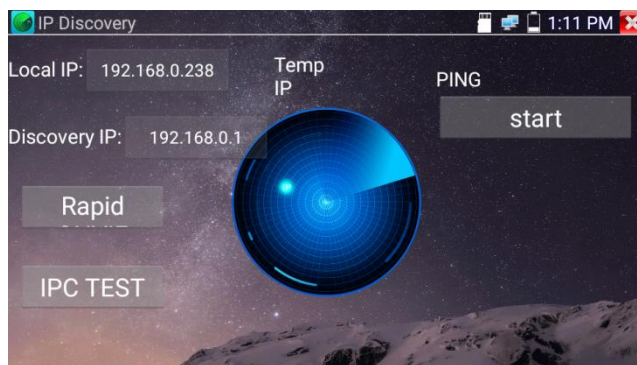 IP Discovery
1:11 PM
Local IP: 192.168.0.238
Temp
IP
PING
start
Discovery IP: 192.168.0.1
Rapid
IPC TEST